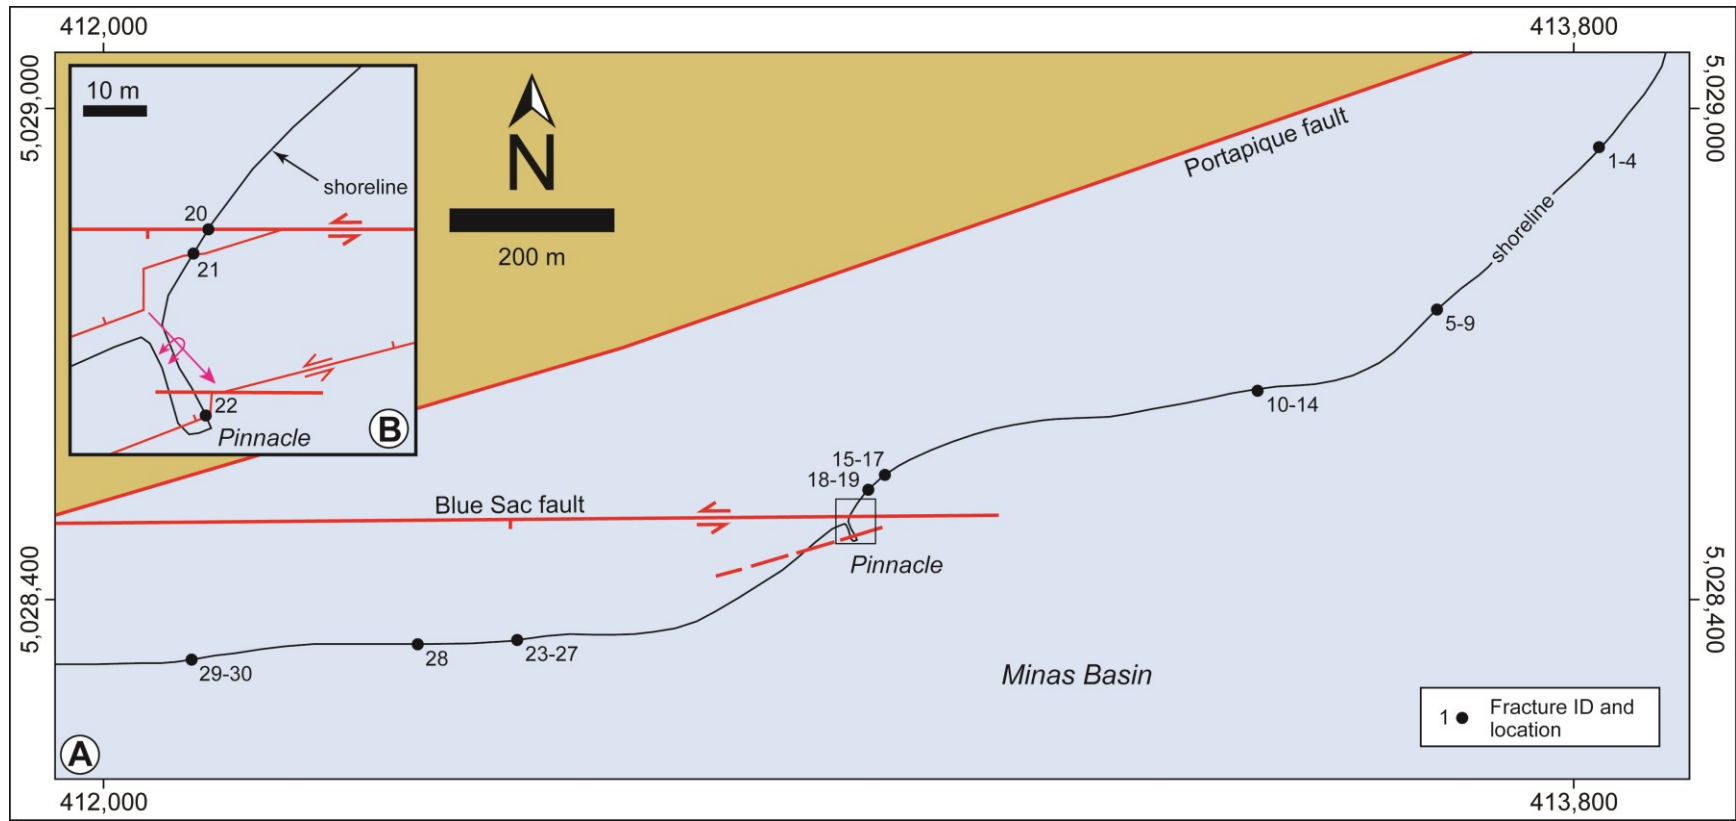 412,000
413,800
5,029,000
5,029,000
10 m
shoreline
20
21
22
Pinnacle
B
N
200 m
Portapique fault
1-4
shoreline
5-9
10-14
15-17
18-19
Blue Sac fault
Pinnacle
5,028,400
5,028,400
29-30
28
23-27
Minas Basin
1
Fracture ID and
location
A
412,000
413,800